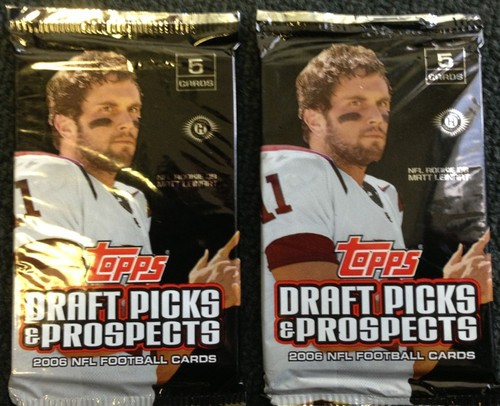 5
CARDS
H
NFL ROOKIE QB
MATT LEINART
11
Topps
DRAFT PICKS
& PROSPECTS
2006 NFL FOOTBALL CARDS
5
CARDS
H
NFL ROOKIE QB
MATT LEINART
11
Topps
DRAFT PICKS
& PROSPECTS
2006 NFL FOOTBALL CARDS